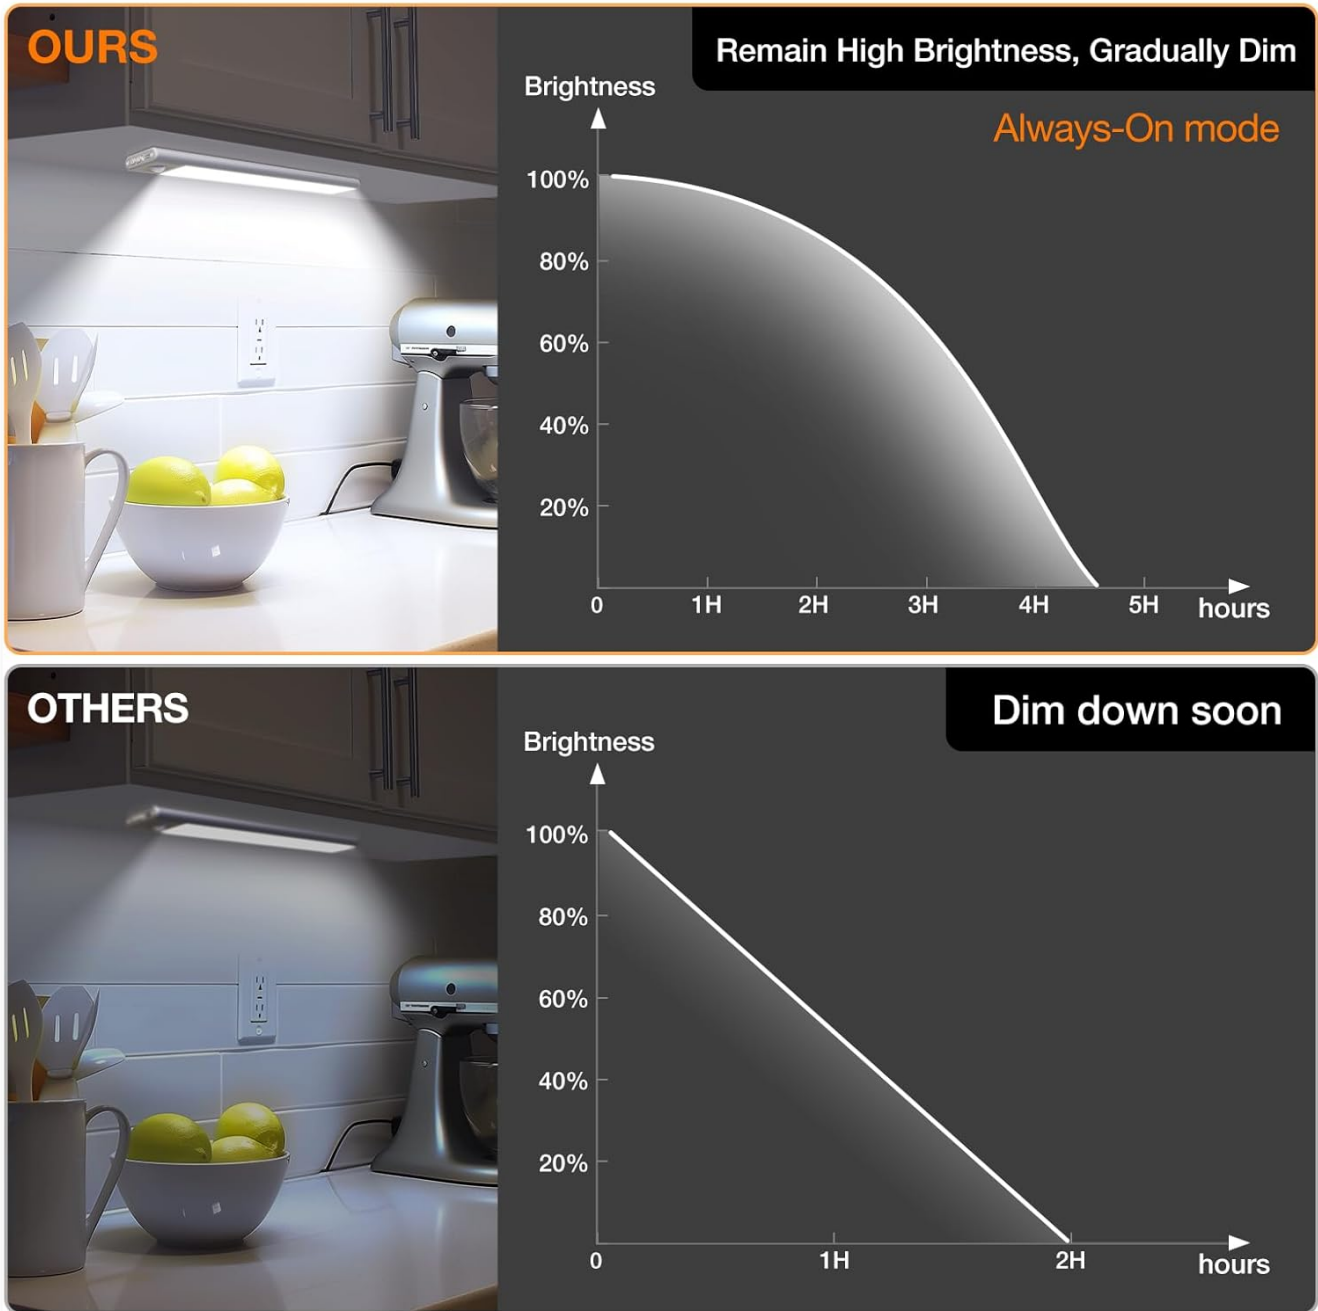 OURS
Remain High Brightness, Gradually Dim
Always-On mode
Brightness
100%
80%
60%
40%
20%
0 1H 2H 3H 4H 5H hours
OTHERS
Dim down soon
Brightness
100%
80%
60%
40%
20%
0 1H 2H hours